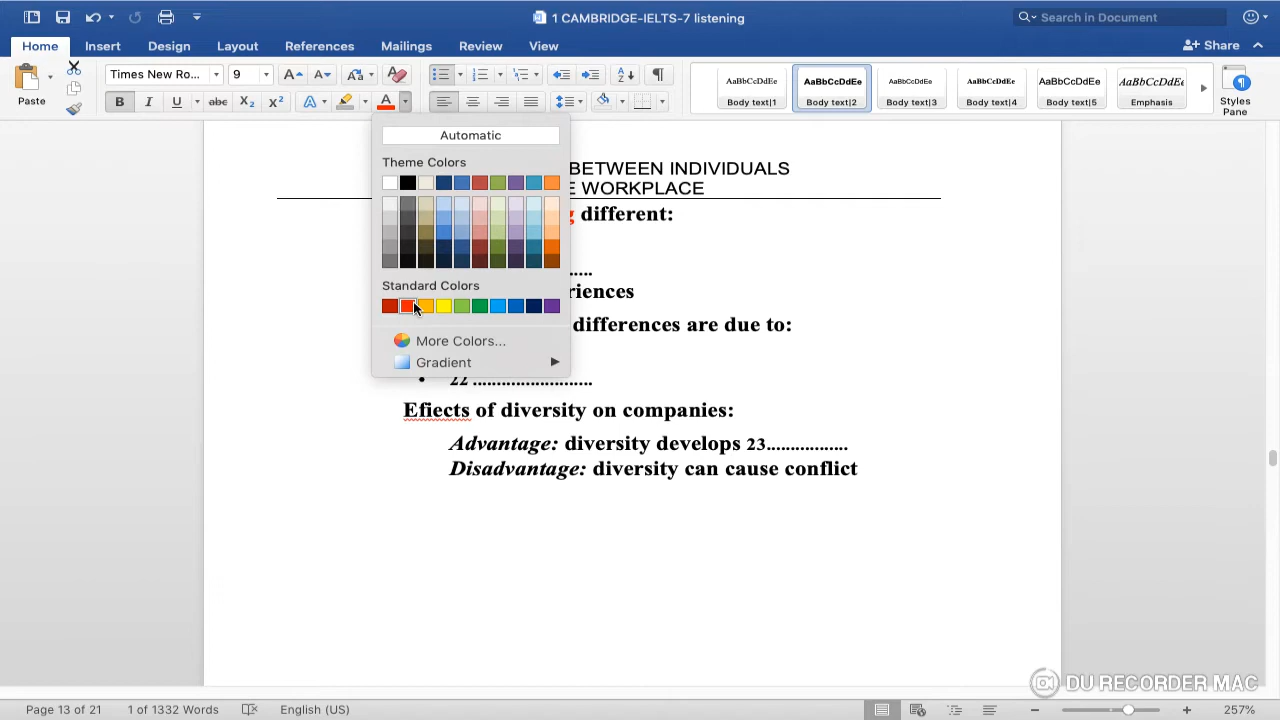 1 CAMBRIDGE-IELTS-7 listening
Search in Document
Home Insert Design Layout References Mailings Review View
Share
Times New Ro... 9
Paste
B I U abc X2 X2 A A
AaBbCcDdEe AaBbCcDdEe AaBbCcDdEe AaBbCcDdEe AaBbCcDdEe AaBbCcDdEe
Body text|1 Body text|2 Body text|3 Body text|4 Body text|5 Emphasis
Styles Pane
Automatic
Theme Colors
Standard Colors
More Colors...
Gradient
BETWEEN INDIVIDUALS
E WORKPLACE
g different:
riences
differences are due to:
• 22 .........................
Efiects of diversity on companies:
Advantage: diversity develops 23.................
Disadvantage: diversity can cause conflict
DU RECORDER MAC
Page 13 of 21 1 of 1332 Words English (US) 257%